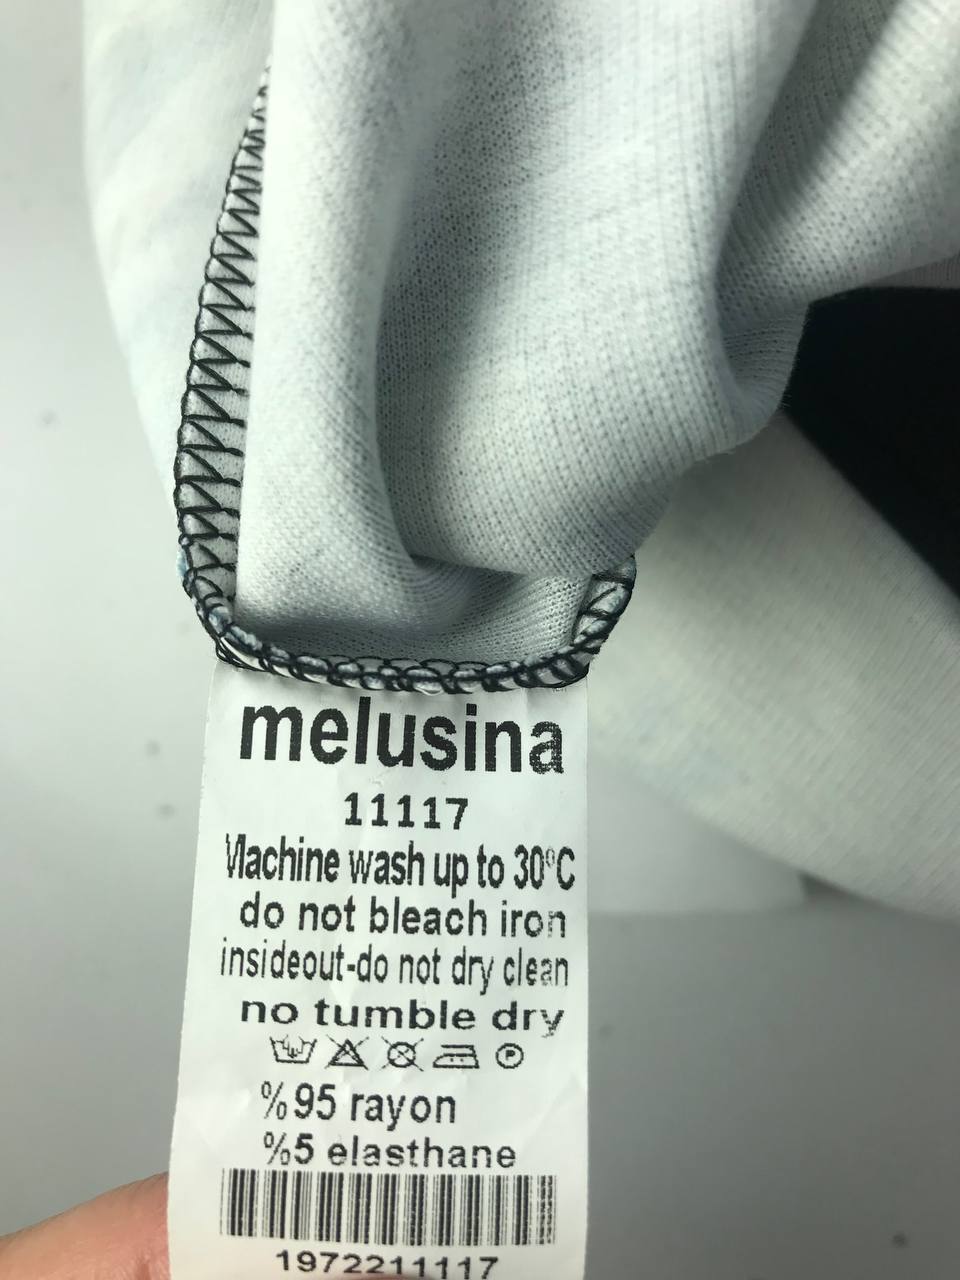 melusina
11117
Machine wash up to 30°C
do not bleach iron
insideout-do not dry clean
no tumble dry
P
%95 rayon
%5 elasthane
1972211117